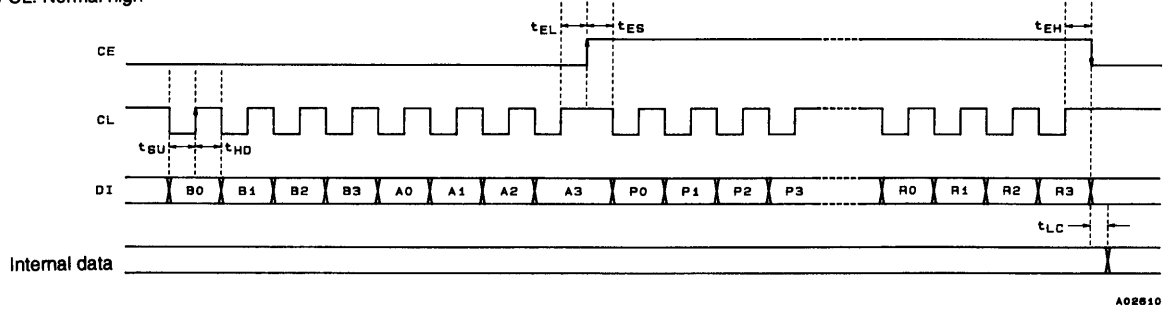 CL: Normal high
tEL tES tEH
CE
CL
tSU tHD
DI B0 B1 B2 B3 A0 A1 A2 A3 P0 P1 P2 P3 R0 R1 R2 R3
tLC
Internal data
A02610